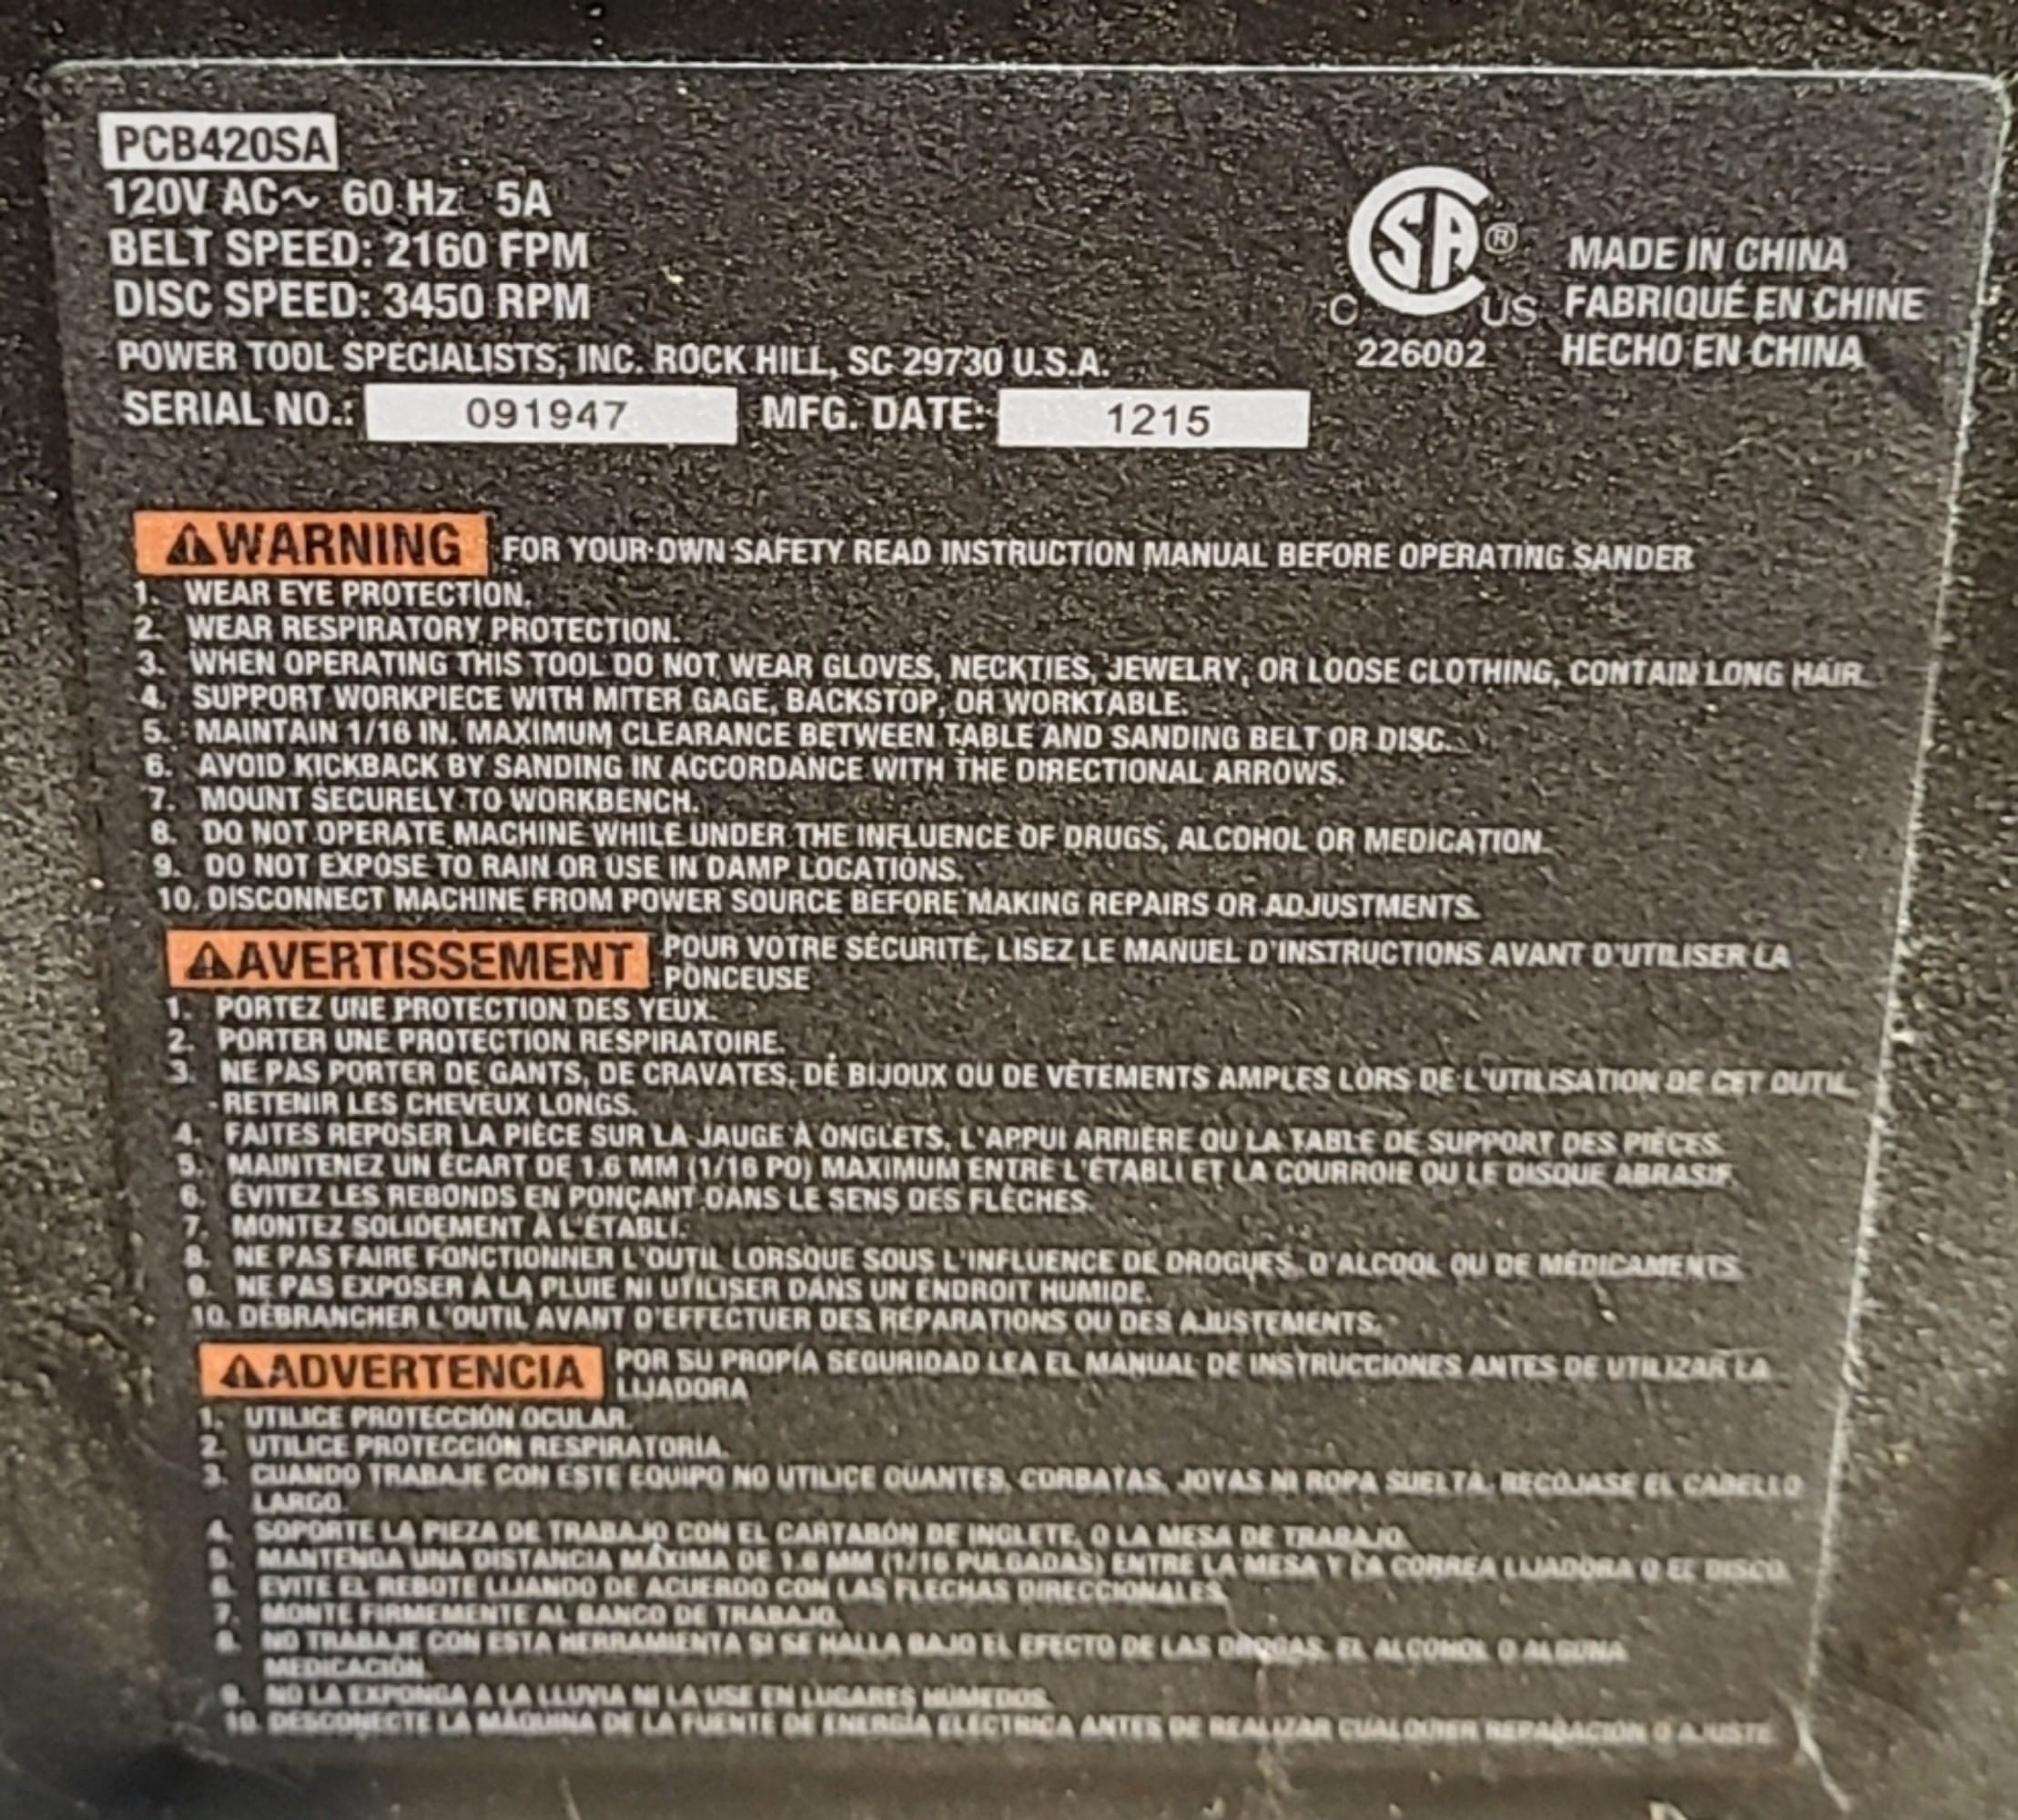 PCB420SA
120V AC~ 60 Hz 5A
BELT SPEED: 2160 FPM
DISC SPEED: 3450 RPM
POWER TOOL SPECIALISTS, INC. ROCK HILL, SC 29730 U.S.A.
SERIAL NO.: 091947 MFG. DATE: 1215
CSA®
C US
226002
MADE IN CHINA
FABRIQUÉ EN CHINE
HECHO EN CHINA
⚠WARNING FOR YOUR OWN SAFETY READ INSTRUCTION MANUAL BEFORE OPERATING SANDER
1. WEAR EYE PROTECTION.
2. WEAR RESPIRATORY PROTECTION.
3. WHEN OPERATING THIS TOOL DO NOT WEAR GLOVES, NECKTIES, JEWELRY, OR LOOSE CLOTHING, CONTAIN LONG HAIR.
4. SUPPORT WORKPIECE WITH MITER GAGE, BACKSTOP, OR WORKTABLE.
5. MAINTAIN 1/16 IN. MAXIMUM CLEARANCE BETWEEN TABLE AND SANDING BELT OR DISC.
6. AVOID KICKBACK BY SANDING IN ACCORDANCE WITH THE DIRECTIONAL ARROWS.
7. MOUNT SECURELY TO WORKBENCH.
8. DO NOT OPERATE MACHINE WHILE UNDER THE INFLUENCE OF DRUGS, ALCOHOL OR MEDICATION.
9. DO NOT EXPOSE TO RAIN OR USE IN DAMP LOCATIONS.
10. DISCONNECT MACHINE FROM POWER SOURCE BEFORE MAKING REPAIRS OR ADJUSTMENTS.
⚠AVERTISSEMENT POUR VOTRE SÉCURITÉ, LISEZ LE MANUEL D'INSTRUCTIONS AVANT D'UTILISER LA
PONCEUSE
1. PORTEZ UNE PROTECTION DES YEUX.
2. PORTER UNE PROTECTION RESPIRATOIRE.
3. NE PAS PORTER DE GANTS, DE CRAVATES, DE BIJOUX OU DE VÊTEMENTS AMPLES LORS DE L'UTILISATION DE CET OUTIL
- RETENIR LES CHEVEUX LONGS.
4. FAITES REPOSER LA PIÈCE SUR LA JAUGE À ONGLETS, L'APPUI ARRIÈRE OU LA TABLE DE SUPPORT DES PIÈCES.
5. MAINTENEZ UN ÉCART DE 1.6 MM (1/16 PO) MAXIMUM ENTRE L'ÉTABLI ET LA COURROIE OU LE DISQUE ABRASIF.
6. ÉVITEZ LES REBONDS EN PONÇANT DANS LE SENS DES FLÈCHES.
7. MONTEZ SOLIDEMENT À L'ÉTABLI.
8. NE PAS FAIRE FONCTIONNER L'OUTIL LORSQUE SOUS L'INFLUENCE DE DROGUES, D'ALCOOL OU DE MÉDICAMENTS.
9. NE PAS EXPOSER À LA PLUIE NI UTILISER DANS UN ENDROIT HUMIDE.
10. DÉBRANCHER L'OUTIL AVANT D'EFFECTUER DES RÉPARATIONS OU DES AJUSTEMENTS.
⚠ADVERTENCIA POR SU PROPÍA SEGURIDAD LEA EL MANUAL DE INSTRUCCIONES ANTES DE UTILIZAR LA
LIJADORA
1. UTILICE PROTECCIÓN OCULAR.
2. UTILICE PROTECCIÓN RESPIRATORIA.
3. CUANDO TRABAJE CON ESTE EQUIPO NO UTILICE GUANTES, CORBATAS, JOYAS NI ROPA SUELTA. RECÓJASE EL CABELLO
LARGO.
4. SOPORTE LA PIEZA DE TRABAJO CON EL CARTABÓN DE INGLETE, O LA MESA DE TRABAJO.
5. MANTENGA UNA DISTANCIA MÁXIMA DE 1.6 MM (1/16 PULGADAS) ENTRE LA MESA Y LA CORREA LIJADORA O EL DISCO.
6. EVITE EL REBOTE LIJANDO DE ACUERDO CON LAS FLECHAS DIRECCIONALES.
7. MONTE FIRMEMENTE AL BANCO DE TRABAJO.
8. NO TRABAJE CON ESTA HERRAMIENTA SI SE HALLA BAJO EL EFECTO DE LAS DROGAS, EL ALCOHOL O ALGUNA
MEDICACIÓN.
9. NO LA EXPONGA A LA LLUVIA NI LA USE EN LUGARES HÚMEDOS.
10. DESCONECTE LA MÁQUINA DE LA FUENTE DE ENERGÍA ELÉCTRICA ANTES DE REALIZAR CUALQUIER REPARACIÓN O AJUSTE